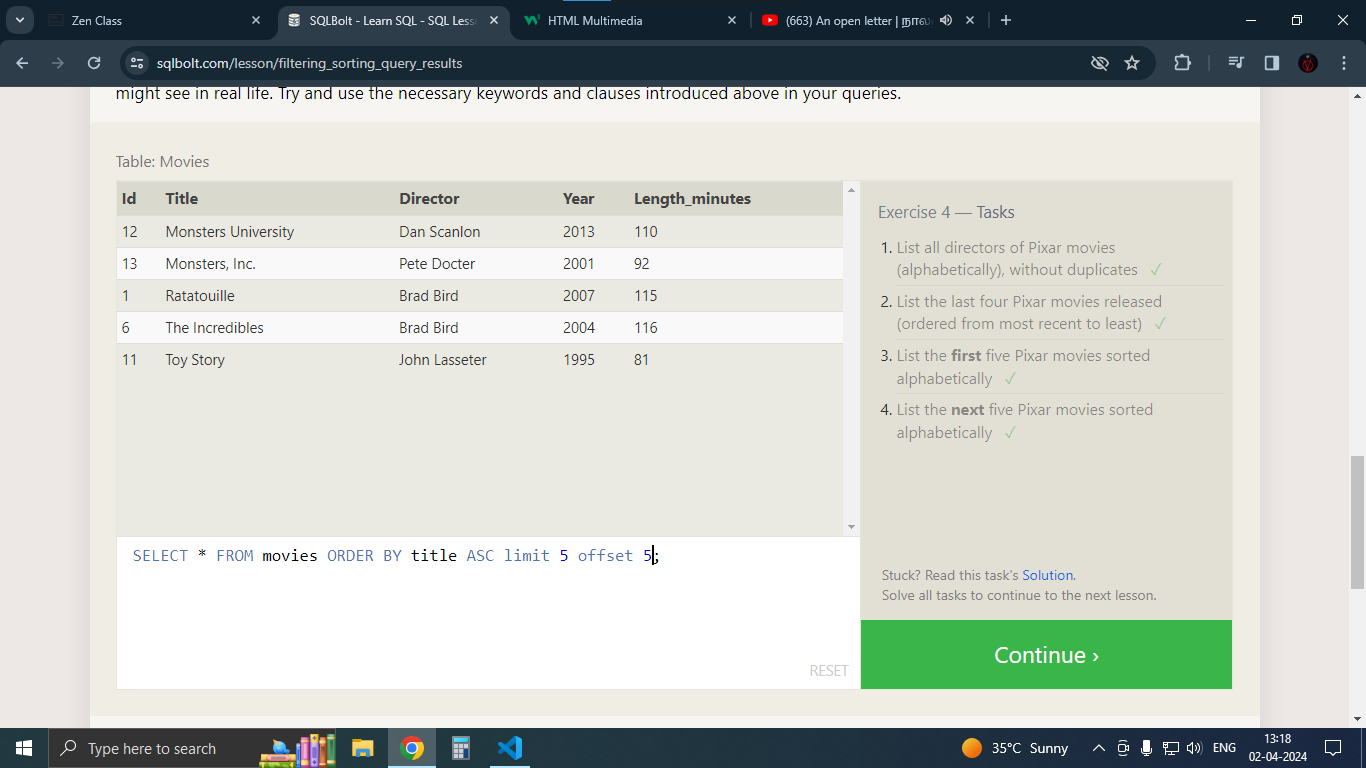 Zen Class
SQLBolt - Learn SQL - SQL Less
HTML Multimedia
(663) An open letter | நால
sqlbolt.com/lesson/filtering_sorting_query_results
might see in real life. Try and use the necessary keywords and clauses introduced above in your queries.
Table: Movies
Id Title Director Year Length_minutes
12 Monsters University Dan Scanlon 2013 110
13 Monsters, Inc. Pete Docter 2001 92
1 Ratatouille Brad Bird 2007 115
6 The Incredibles Brad Bird 2004 116
11 Toy Story John Lasseter 1995 81
SELECT * FROM movies ORDER BY title ASC limit 5 offset 5;
RESET
Exercise 4 — Tasks
1. List all directors of Pixar movies
(alphabetically), without duplicates ✓
2. List the last four Pixar movies released
(ordered from most recent to least) ✓
3. List the first five Pixar movies sorted
alphabetically ✓
4. List the next five Pixar movies sorted
alphabetically ✓
Stuck? Read this task's Solution.
Solve all tasks to continue to the next lesson.
Continue ›
Type here to search
35°C Sunny
ENG
13:18
02-04-2024